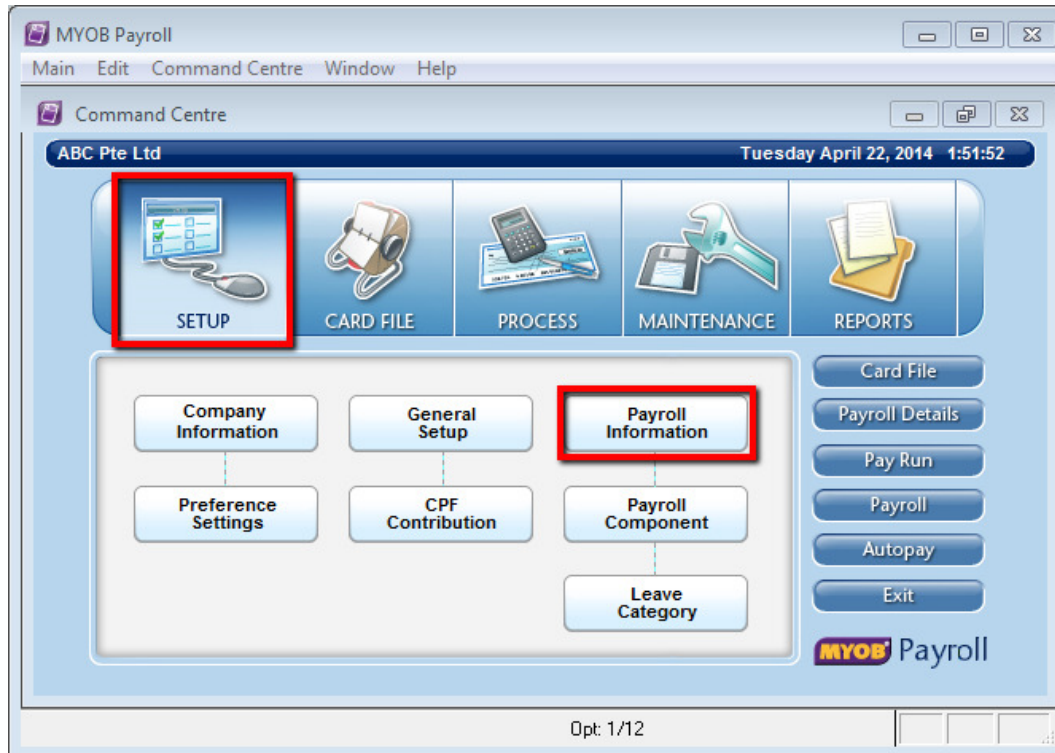 MYOB Payroll
Main Edit Command Centre Window Help
Command Centre
ABC Pte Ltd Tuesday April 22, 2014 1:51:52
SETUP CARD FILE PROCESS MAINTENANCE REPORTS
Company
Information
General
Setup
Payroll
Information
Preference
Settings
CPF
Contribution
Payroll
Component
Leave
Category
Card File
Payroll Details
Pay Run
Payroll
Autopay
Exit
MYOB Payroll
Opt: 1/12